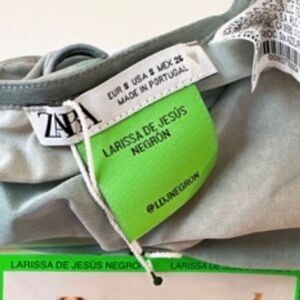 ZARA
EUR S USA S MEX 26
MADE IN PORTUGAL
LARISSA DE JESÚS
NEGRÓN
@LDJNEGRON
LARISSA DE JESÚS NEGRÓN
LARISSA DE JESÚS